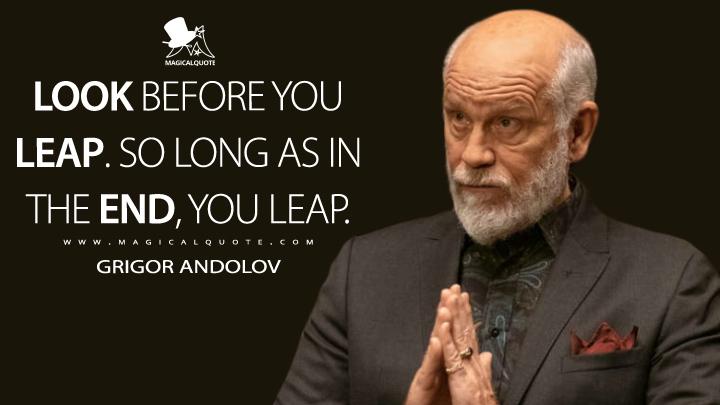 MAGICALQUOTE
LOOK BEFORE YOU
LEAP. SO LONG AS IN
THE END, YOU LEAP.
WWW.MAGICALQUOTE.COM
GRIGOR ANDOLOV